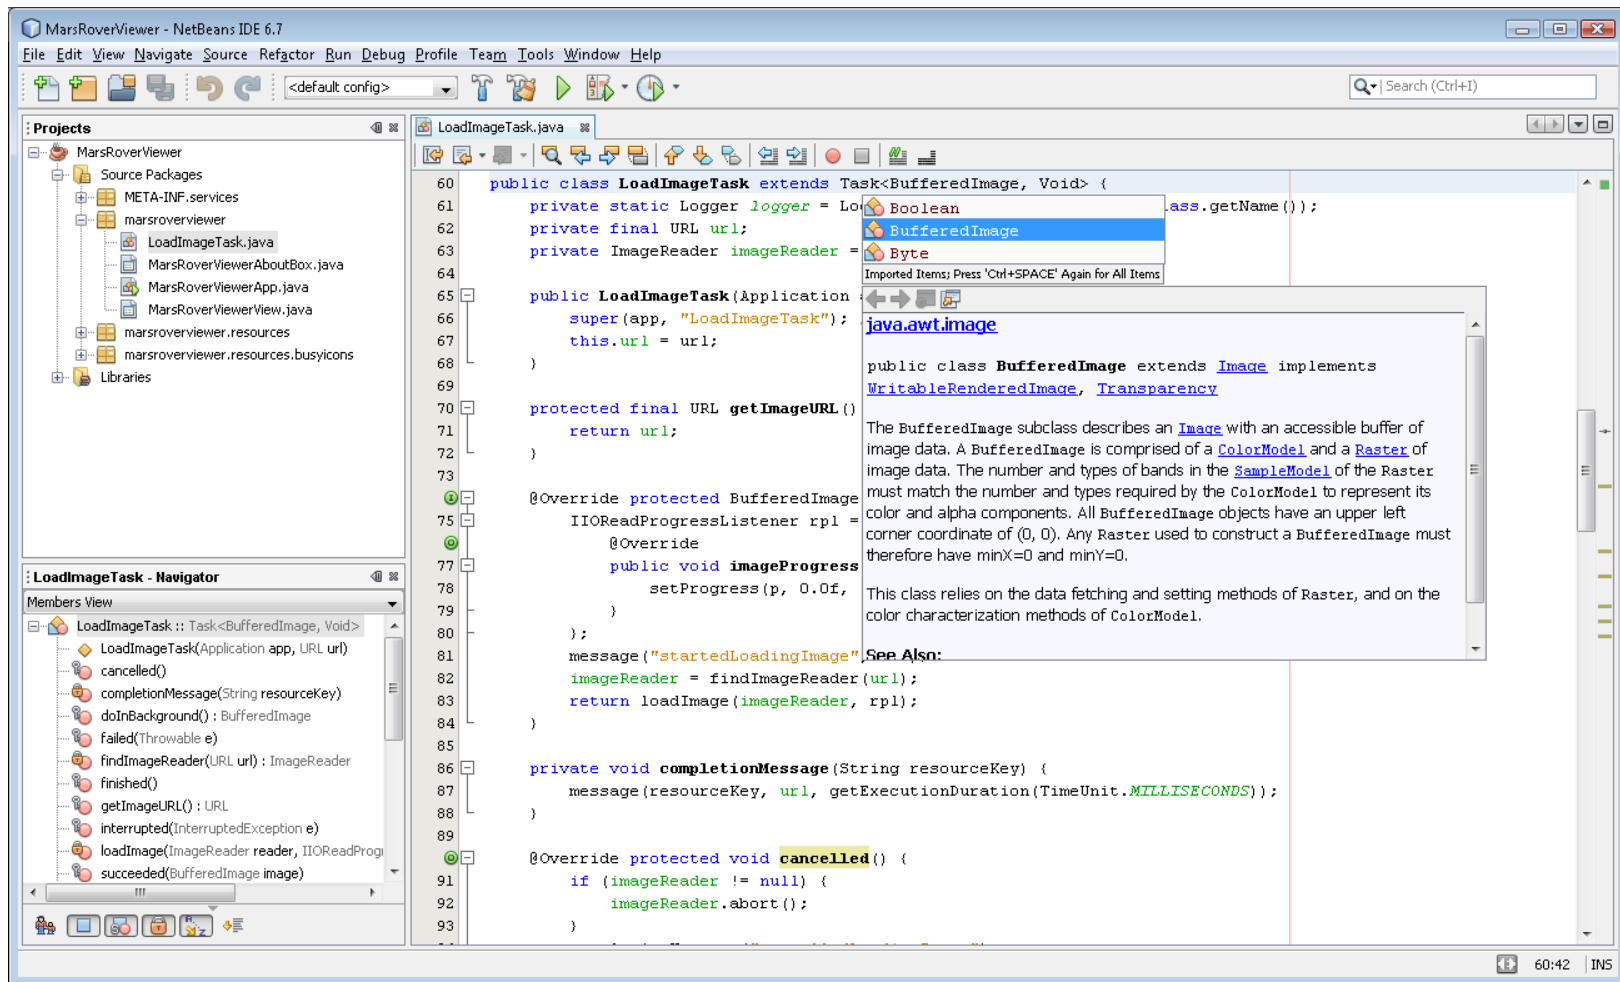 MarsRoverViewer - NetBeans IDE 6.7
File Edit View Navigate Source Refactor Run Debug Profile Team Tools Window Help
<default config>
Search (Ctrl+I)
Projects
MarsRoverViewer
Source Packages
META-INF.services
marsroverviewer
LoadImageTask.java
MarsRoverViewerAboutBox.java
MarsRoverViewerApp.java
MarsRoverViewerView.java
marsroverviewer.resources
marsroverviewer.resources.busyicons
Libraries
LoadImageTask - Navigator
Members View
LoadImageTask :: Task<BufferedImage, Void>
LoadImageTask(Application app, URL url)
cancelled()
completionMessage(String resourceKey)
doInBackground() : BufferedImage
failed(Throwable e)
findImageReader(URL url) : ImageReader
finished()
getImageURL() : URL
interrupted(InterruptedException e)
loadImage(ImageReader reader, IIOReadProgr
succeeded(BufferedImage image)
LoadImageTask.java
60 public class LoadImageTask extends Task<BufferedImage, Void> {
61 private static Logger logger = Lo ass.getName());
62 private final URL url;
63 private ImageReader imageReader =
64
65 public LoadImageTask(Application
66 super(app, "LoadImageTask");
67 this.url = url;
68 }
69
70 protected final URL getImageURL()
71 return url;
72 }
73
@Override protected BufferedImage
75 IIOReadProgressListener rpl =
@Override
77 public void imageProgress
78 setProgress(p, 0.0f,
79 }
80 };
81 message("startedLoadingImage",
82 imageReader = findImageReader(url);
83 return loadImage(imageReader, rpl);
84 }
85
86 private void completionMessage(String resourceKey) {
87 message(resourceKey, url, getExecutionDuration(TimeUnit.MILLISECONDS));
88 }
89
@Override protected void cancelled() {
91 if (imageReader != null) {
92 imageReader.abort();
93 }
Boolean
BufferedImage
Byte
Imported Items; Press 'Ctrl+SPACE' Again for All Items
java.awt.image
public class BufferedImage extends Image implements
WritableRenderedImage, Transparency
The BufferedImage subclass describes an Image with an accessible buffer of
image data. A BufferedImage is comprised of a ColorModel and a Raster of
image data. The number and types of bands in the SampleModel of the Raster
must match the number and types required by the ColorModel to represent its
color and alpha components. All BufferedImage objects have an upper left
corner coordinate of (0, 0). Any Raster used to construct a BufferedImage must
therefore have minX=0 and minY=0.
This class relies on the data fetching and setting methods of Raster, and on the
color characterization methods of ColorModel.
See Also:
60:42 INS